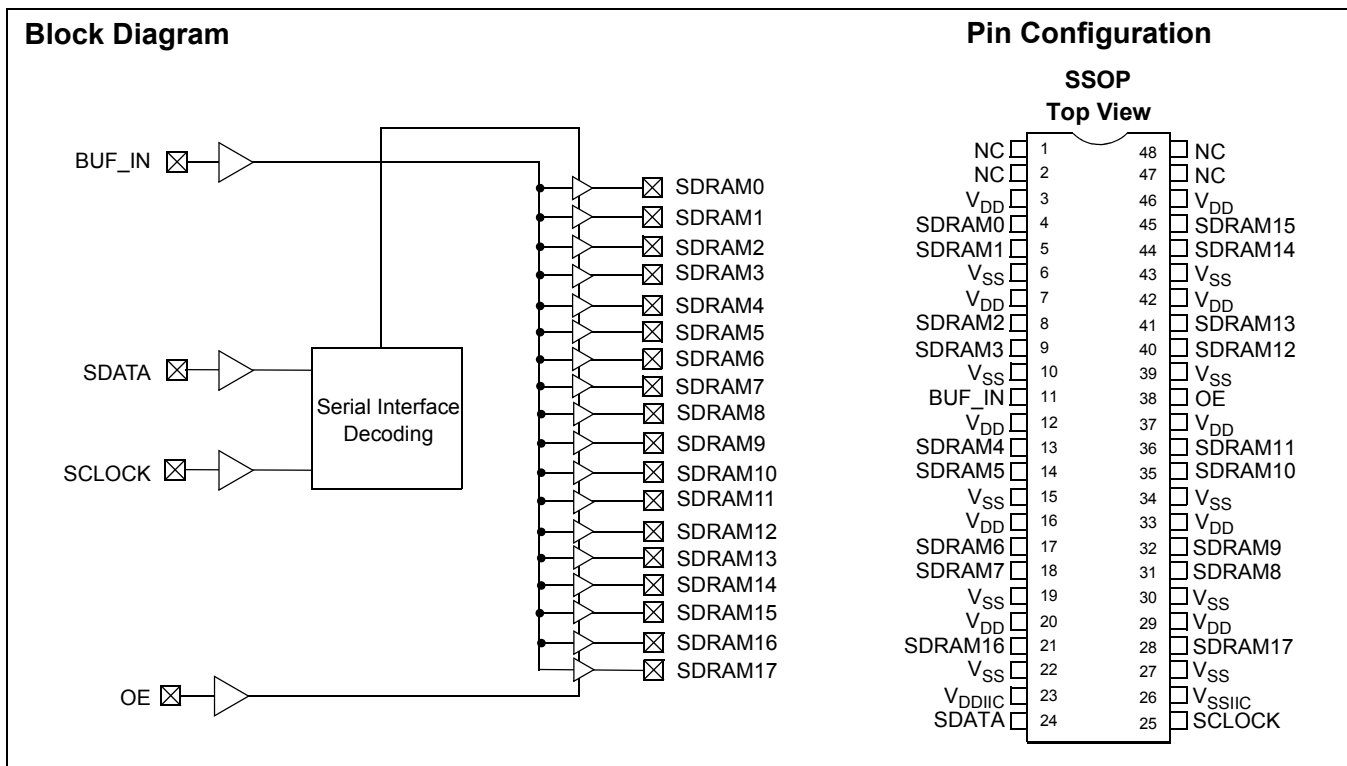 Block Diagram
BUF_IN
SDATA
SCLOCK
OE
Serial Interface
Decoding
SDRAM0
SDRAM1
SDRAM2
SDRAM3
SDRAM4
SDRAM5
SDRAM6
SDRAM7
SDRAM8
SDRAM9
SDRAM10
SDRAM11
SDRAM12
SDRAM13
SDRAM14
SDRAM15
SDRAM16
SDRAM17
Pin Configuration
SSOP
Top View
NC 1 48 NC
NC 2 47 NC
VDD 3 46 VDD
SDRAM0 4 45 SDRAM15
SDRAM1 5 44 SDRAM14
VSS 6 43 VSS
VDD 7 42 VDD
SDRAM2 8 41 SDRAM13
SDRAM3 9 40 SDRAM12
VSS 10 39 VSS
BUF_IN 11 38 OE
VDD 12 37 VDD
SDRAM4 13 36 SDRAM11
SDRAM5 14 35 SDRAM10
VSS 15 34 VSS
VDD 16 33 VDD
SDRAM6 17 32 SDRAM9
SDRAM7 18 31 SDRAM8
VSS 19 30 VSS
VDD 20 29 VDD
SDRAM16 21 28 SDRAM17
VSS 22 27 VSS
VDDIIC 23 26 VSSIIC
SDATA 24 25 SCLOCK